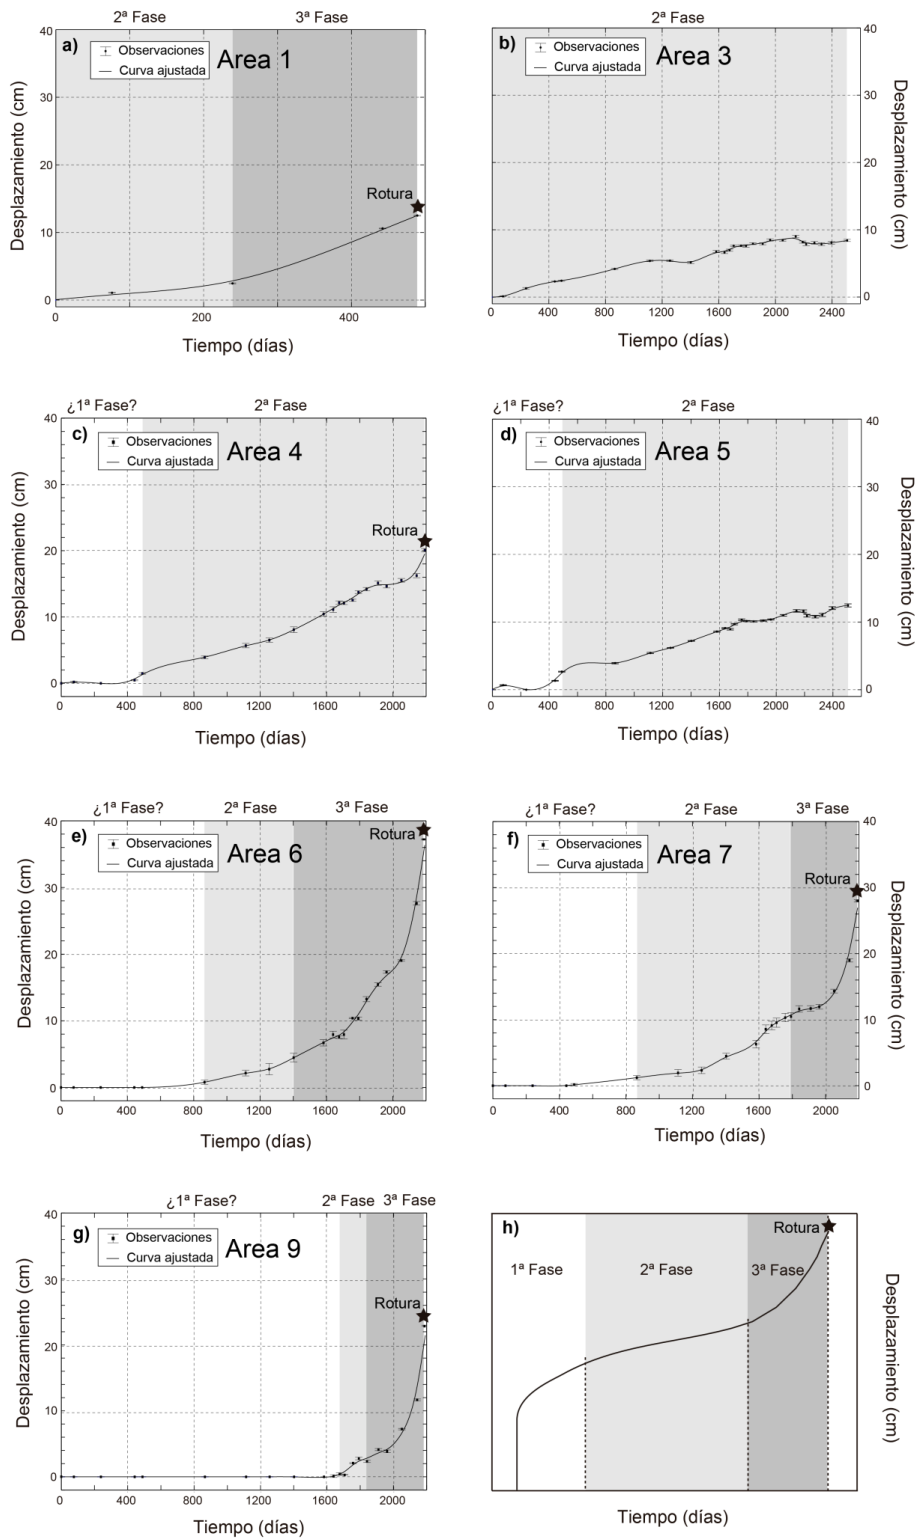 2ª Fase 3ª Fase
40
a) Observaciones
Curva ajustada
Area 1
30
20
10
0
Rotura
Desplazamiento (cm)
0 200 400
Tiempo (días)
2ª Fase
b) Observaciones
Curva ajustada
Area 3
40
30
20
10
0
Desplazamiento (cm)
0 400 800 1200 1600 2000 2400
Tiempo (días)
¿1ª Fase? 2ª Fase
40
c) Observaciones
Curva ajustada
Area 4
30
20
10
0
Rotura
Desplazamiento (cm)
0 400 800 1200 1600 2000
Tiempo (días)
¿1ª Fase? 2ª Fase
d) Observaciones
Curva ajustada
Area 5
40
30
20
10
0
Desplazamiento (cm)
0 400 800 1200 1600 2000 2400
Tiempo (días)
¿1ª Fase? 2ª Fase 3ª Fase
40
e) Observaciones
Curva ajustada
Area 6
Rotura
30
20
10
0
Desplazamiento (cm)
0 400 800 1200 1600 2000
Tiempo (días)
¿1ª Fase? 2ª Fase 3ª Fase
f) Observaciones
Curva ajustada
Area 7
Rotura
40
30
20
10
0
Desplazamiento (cm)
0 400 800 1200 1600 2000
Tiempo (días)
¿1ª Fase? 2ª Fase 3ª Fase
40
g) Observaciones
Curva ajustada
Area 9
Rotura
30
20
10
0
Desplazamiento (cm)
0 400 800 1200 1600 2000
Tiempo (días)
h)
Rotura
1ª Fase 2ª Fase 3ª Fase
Desplazamiento (cm)
Tiempo (días)